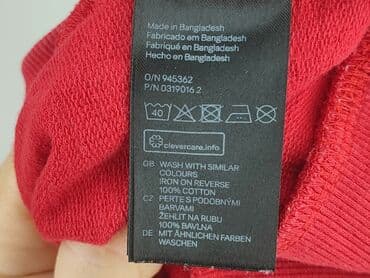 Made in Bangladesh
Fabricado em Bangladesh
Fabriqué en Bangladesh
Hecho en Bangladesh
O/N 945362
P/N 0319016 2
40
clevercare.info
GB WASH WITH SIMILAR
COLOURS
IRON ON REVERSE
100% COTTON
CZ PERTE S PODOBNÝMI
BARVAMI
ŽEHLIT NA RUBU
100% BAVLNA
DE MIT ÄHNLICHEN FARBEN
WASCHEN